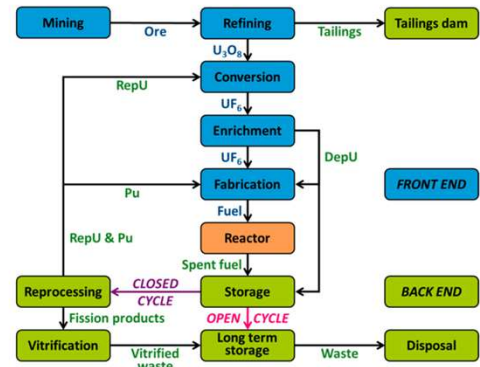 Mining
Ore
Refining
Tailings
Tailings dam
U₃O₈
RepU
Conversion
UF₆
Enrichment
UF₆
DepU
Pu
Fabrication
FRONT END
Fuel
RepU & Pu
Reactor
Spent fuel
Reprocessing
CLOSED
CYCLE
Storage
BACK END
Fission products
OPEN CYCLE
Vitrification
Vitrified
waste
Long term
storage
Waste
Disposal